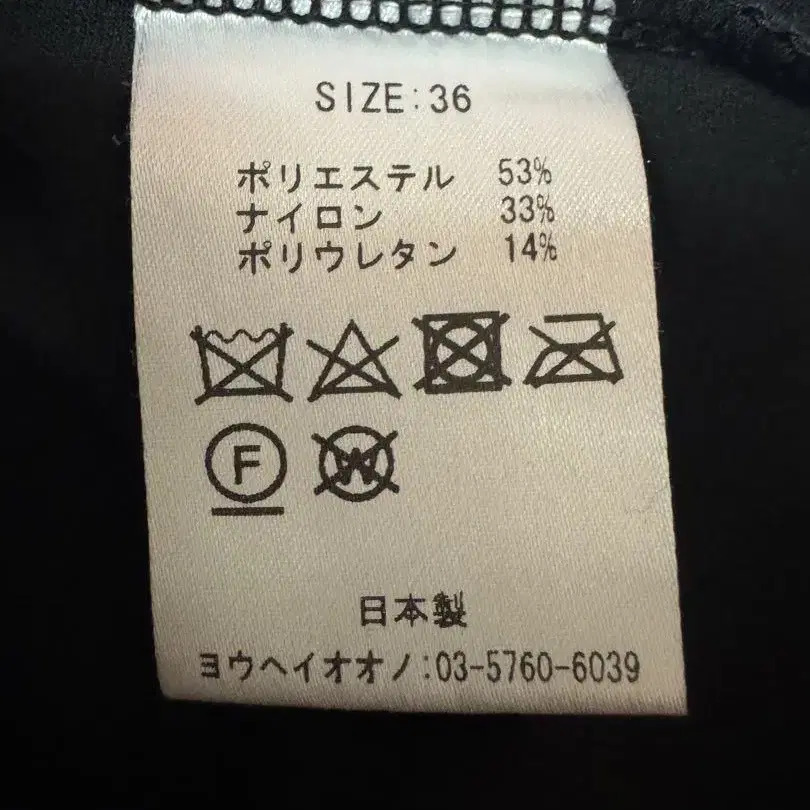 SIZE:36
ポリエステル 53%
ナイロン 33%
ポリウレタン 14%
F W
日本製
ヨウヘイオオノ:03-5760-6039